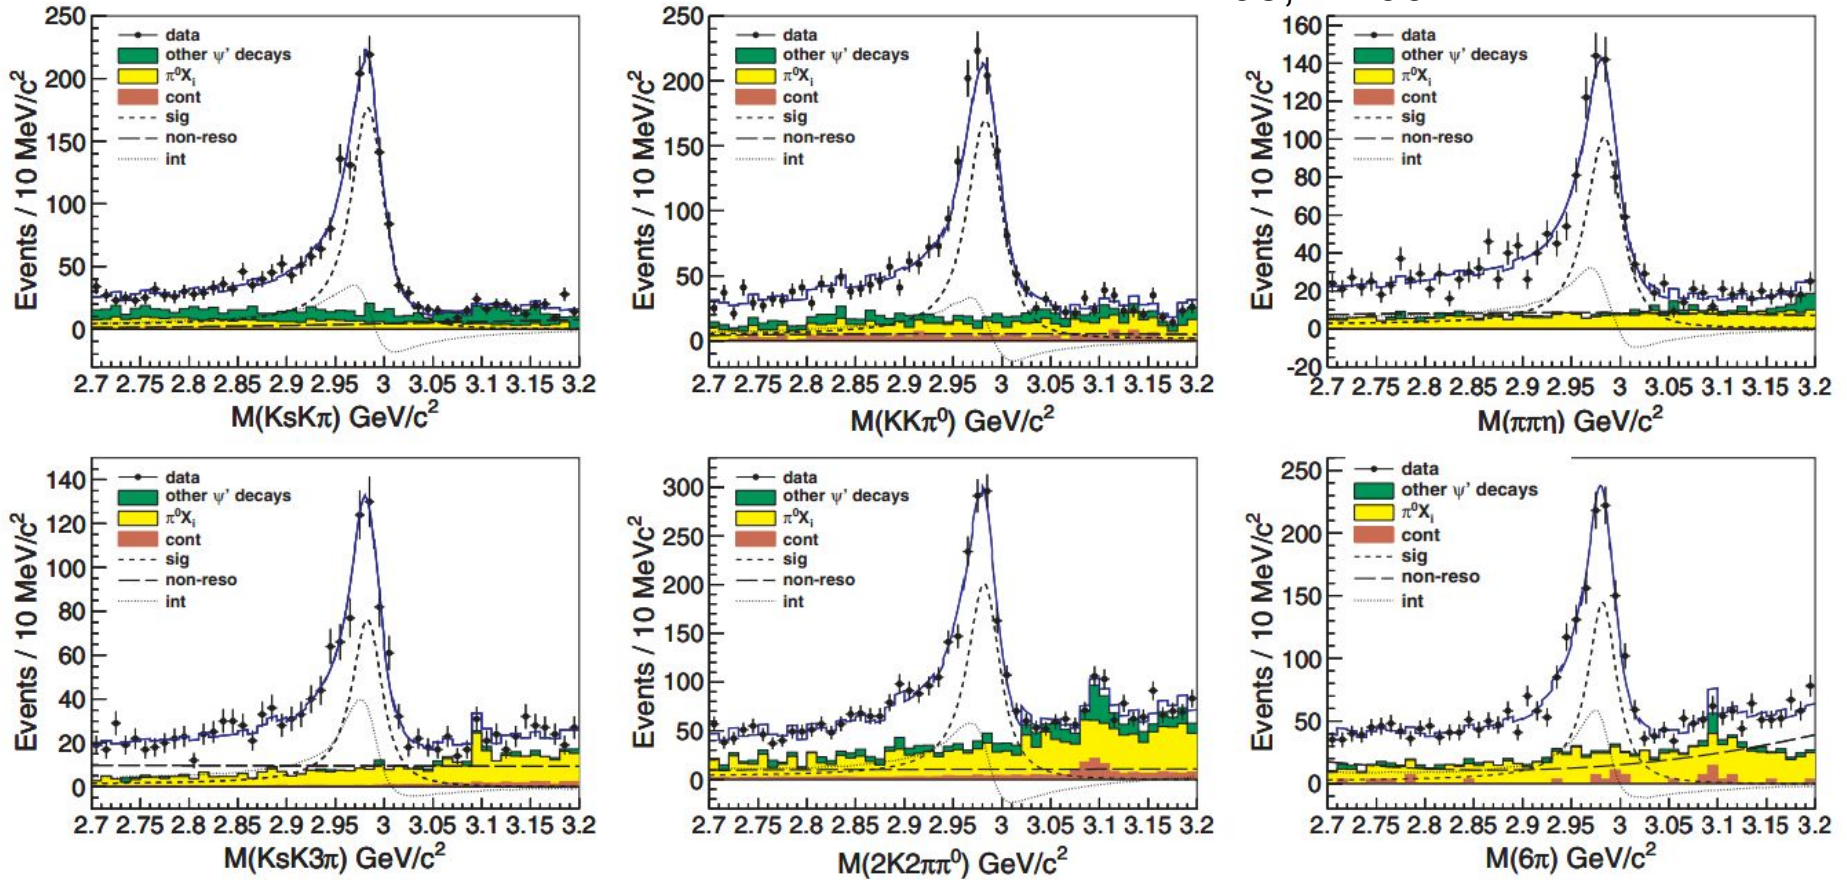 250
200
150
100
50
0
Events / 10 MeV/c²
data
other ψ' decays
π⁰Xᵢ
cont
sig
non-reso
int
2.7 2.75 2.8 2.85 2.9 2.95 3 3.05 3.1 3.15 3.2
M(KsKπ) GeV/c²
250
200
150
100
50
0
Events / 10 MeV/c²
data
other ψ' decays
π⁰Xᵢ
cont
sig
non-reso
int
2.7 2.75 2.8 2.85 2.9 2.95 3 3.05 3.1 3.15 3.2
M(KKπ⁰) GeV/c²
160
140
120
100
80
60
40
20
0
-20
Events / 10 MeV/c²
data
other ψ' decays
π⁰Xᵢ
cont
sig
non-reso
int
2.7 2.75 2.8 2.85 2.9 2.95 3 3.05 3.1 3.15 3.2
M(ππη) GeV/c²
140
120
100
80
60
40
20
0
Events / 10 MeV/c²
data
other ψ' decays
π⁰Xᵢ
cont
sig
non-reso
int
2.7 2.75 2.8 2.85 2.9 2.95 3 3.05 3.1 3.15 3.2
M(KsK3π) GeV/c²
300
250
200
150
100
50
0
Events / 10 MeVc²
data
other ψ' decays
π⁰Xᵢ
cont
sig
non-reso
int
2.7 2.75 2.8 2.85 2.9 2.95 3 3.05 3.1 3.15 3.2
M(2K2ππ⁰) GeV/c²
250
200
150
100
50
0
Events / 10 MeV/c²
data
other ψ' decays
π⁰Xᵢ
cont
sig
non-reso
int
2.7 2.75 2.8 2.85 2.9 2.95 3 3.05 3.1 3.15 3.2
M(6π) GeV/c²